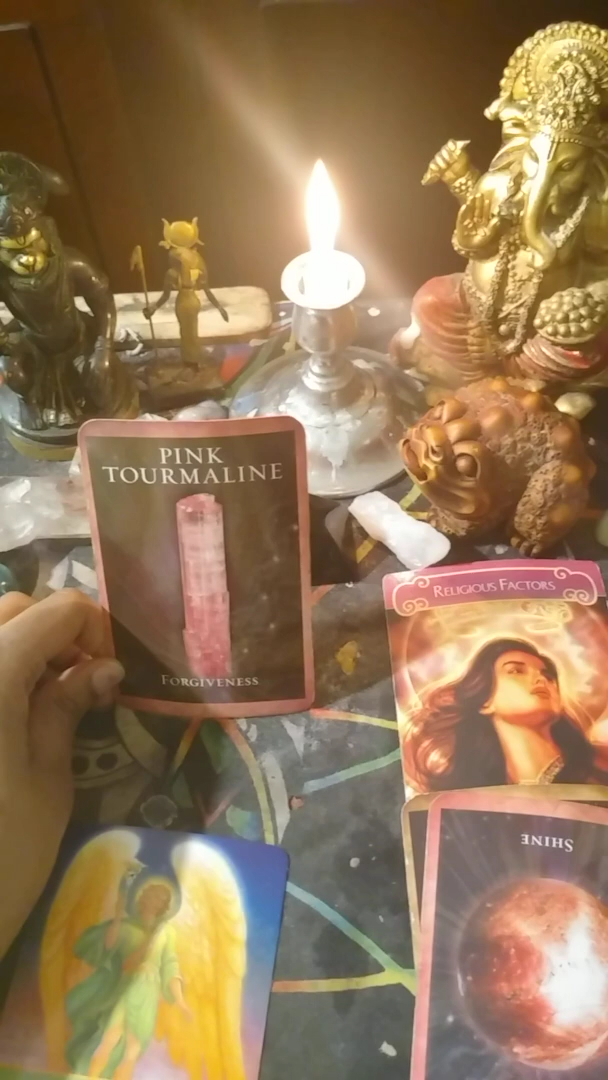 PINK
TOURMALINE
FORGIVENESS
RELIGIOUS FACTORS
SHINE